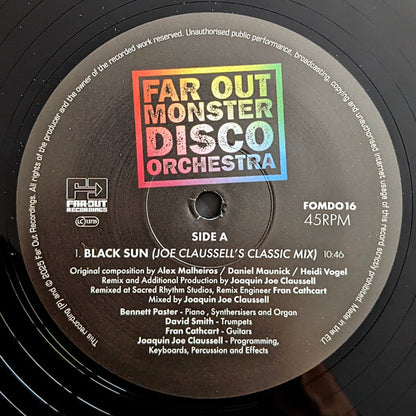 FAR OUT
MONSTER
DISCO
ORCHESTRA
FAR OUT
RECORDINGS
LC 13735
FOMDO16
45RPM
SIDE A
1. BLACK SUN (JOE CLAUSSELL'S CLASSIC MIX) 10:46
Original composition by Alex Malheiros / Daniel Maunick / Heidi Vogel
Remix and Additional Production by Joaquin Joe Claussell
Remixed at Sacred Rhythm Studios, Remix Engineer Fran Cathcart
Mixed by Joaquin Joe Claussell
Bennett Paster - Piano , Synthersisers and Organ
David Smith - Trumpets
Fran Cathcart - Guitars
Joaquin Joe Claussell - Programming,
Keyboards, Percussion and Effects
(P) and © 2025 Far Out Recordings. All rights of the producer and the owner of the recorded work reserved. Unauthorised public performance, broadcasting, copying and unauthorised internet usage of this record strictly prohibited. Made in the EU.